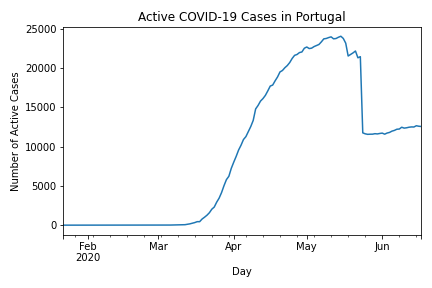 Active COVID-19 Cases in Portugal
Number of Active Cases
25000
20000
15000
10000
5000
0
Feb
2020
Mar
Apr
May
Jun
Day